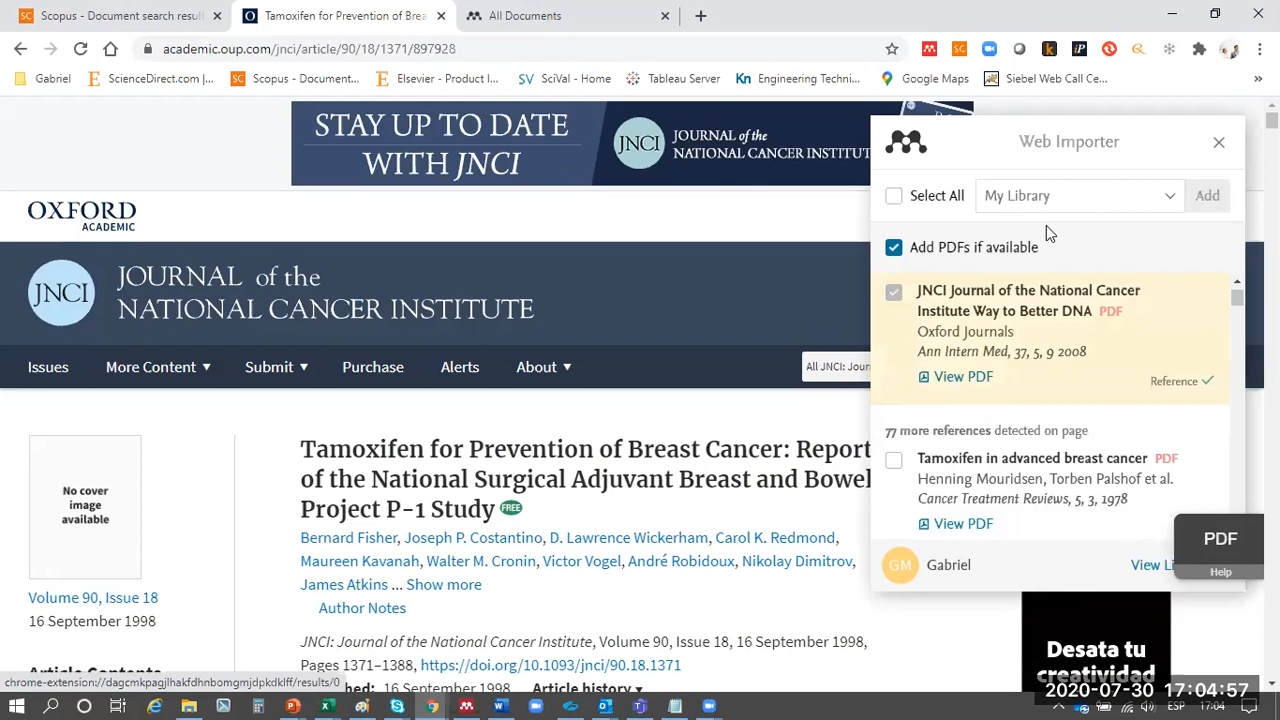 Scopus - Document search result
Tamoxifen for Prevention of Brea
All Documents
academic.oup.com/jnci/article/90/18/1371/897928
Gabriel
ScienceDirect.com |...
Scopus - Document...
Elsevier - Product I...
SciVal - Home
Tableau Server
Engineering Techni...
Google Maps
Siebel Web Call Ce...
STAY UP TO DATE
WITH JNCI
JNCI
JOURNAL of the
NATIONAL CANCER INSTITUTE
OXFORD
ACADEMIC
JNCI
JOURNAL of the
NATIONAL CANCER INSTITUTE
Issues
More Content
Submit
Purchase
Alerts
About
All JNCI: Jour
No cover
image
available
Volume 90, Issue 18
16 September 1998
Article Contents
Tamoxifen for Prevention of Breast Cancer: Report
of the National Surgical Adjuvant Breast and Bowel
Project P-1 Study FREE
Bernard Fisher, Joseph P. Costantino, D. Lawrence Wickerham, Carol K. Redmond,
Maureen Kavanah, Walter M. Cronin, Victor Vogel, André Robidoux, Nikolay Dimitrov,
James Atkins ... Show more
Author Notes
JNCI: Journal of the National Cancer Institute, Volume 90, Issue 18, 16 September 1998,
Pages 1371–1388, https://doi.org/10.1093/jnci/90.18.1371
16 September 1998
Article history
Web Importer
Select All
My Library
Add
Add PDFs if available
JNCI Journal of the National Cancer
Institute Way to Better DNA PDF
Oxford Journals
Ann Intern Med, 37, 5, 9 2008
View PDF
Reference
77 more references detected on page
Tamoxifen in advanced breast cancer PDF
Henning Mouridsen, Torben Palshof et al.
Cancer Treatment Reviews, 5, 3, 1978
View PDF
GM
Gabriel
View Li
PDF
Help
Desata tu
creatividad
chrome-extension://dagcmkpagjlhakfdhnbomgmjdpkdklff/results/0
2020-07-30 17:04:57
ESP
17:04